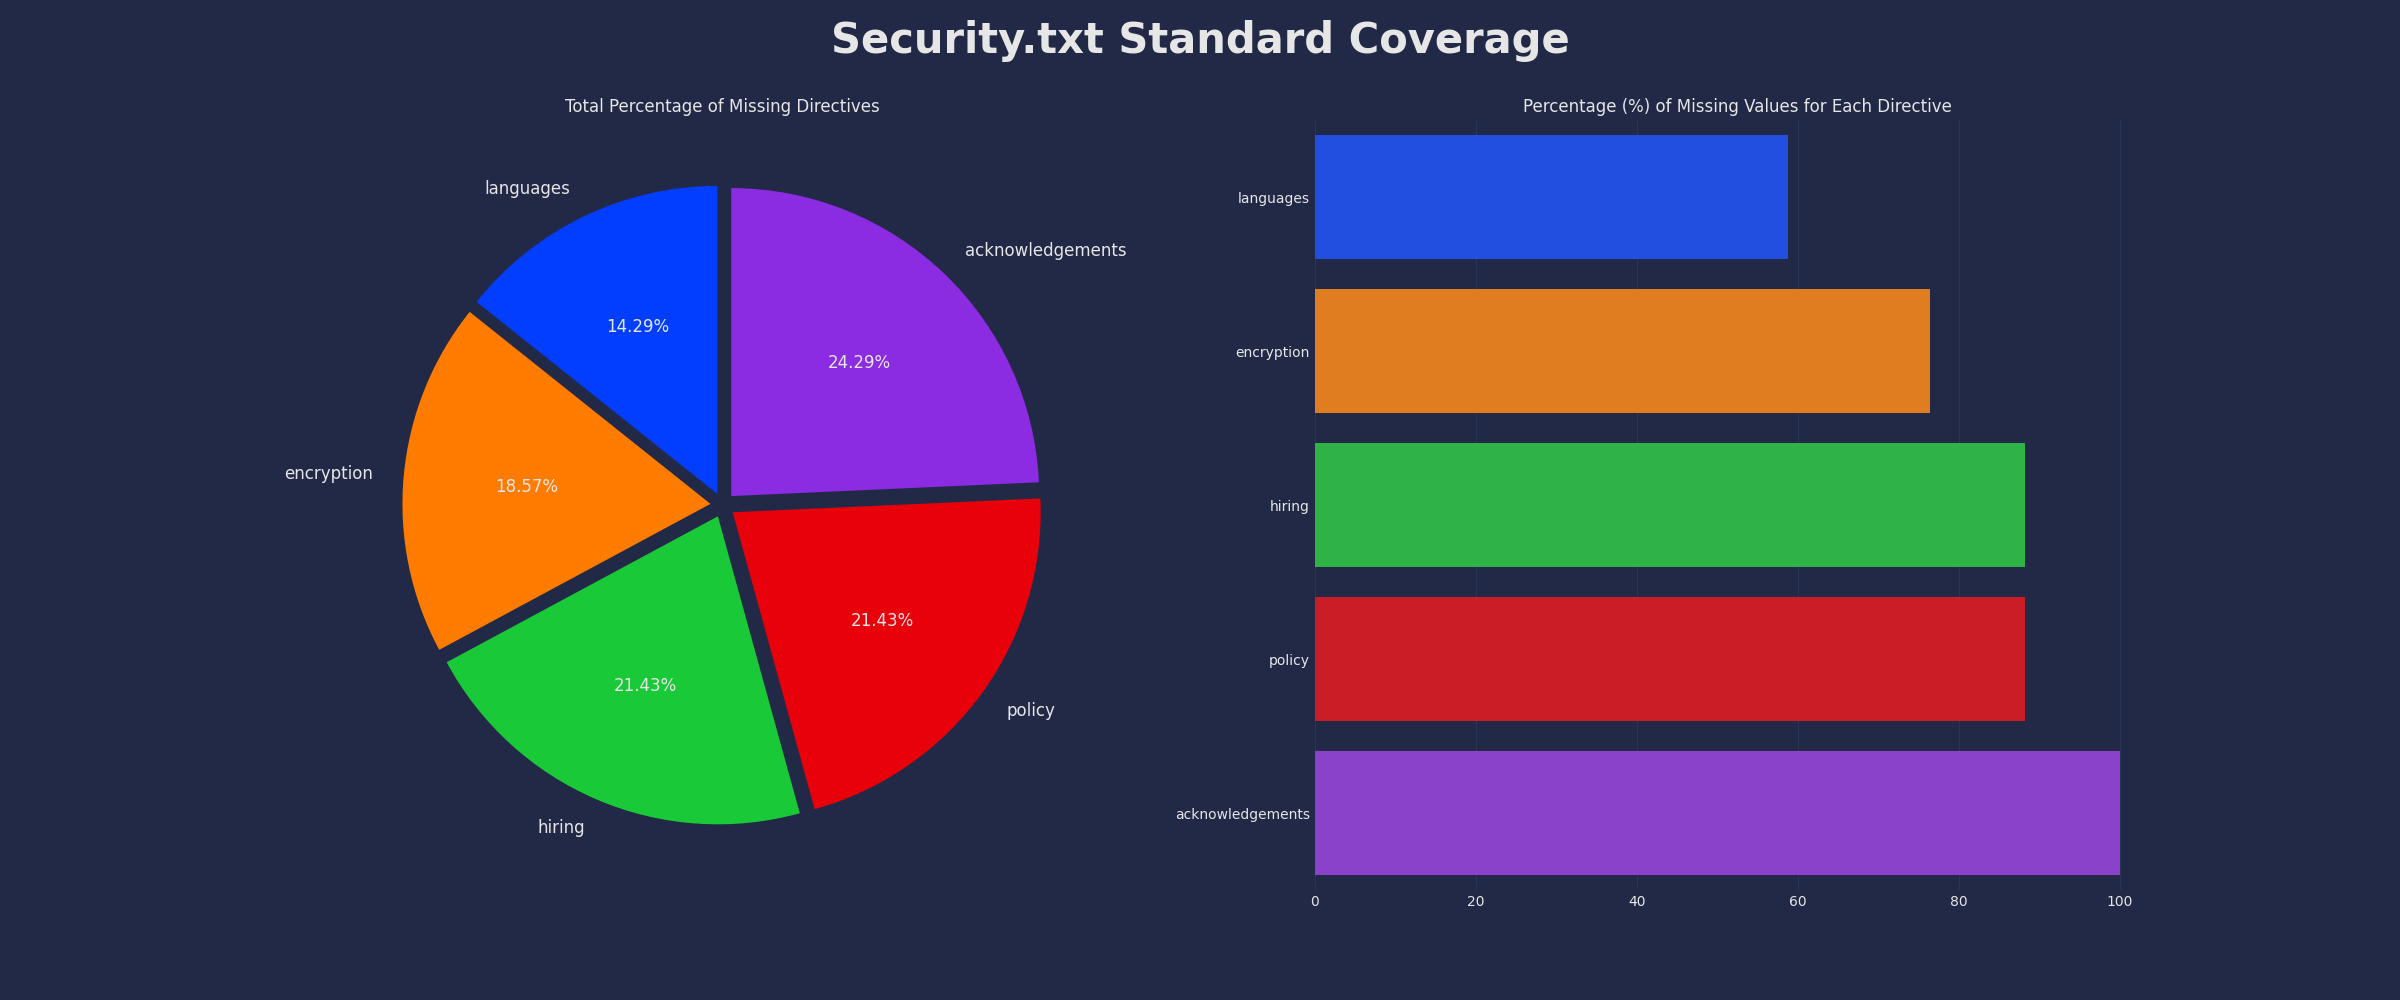 Security.txt Standard Coverage
Total Percentage of Missing Directives
languages
14.29%
encryption
18.57%
hiring
21.43%
policy
21.43%
acknowledgements
24.29%
Percentage (%) of Missing Values for Each Directive
languages
encryption
hiring
policy
acknowledgements
0 20 40 60 80 100